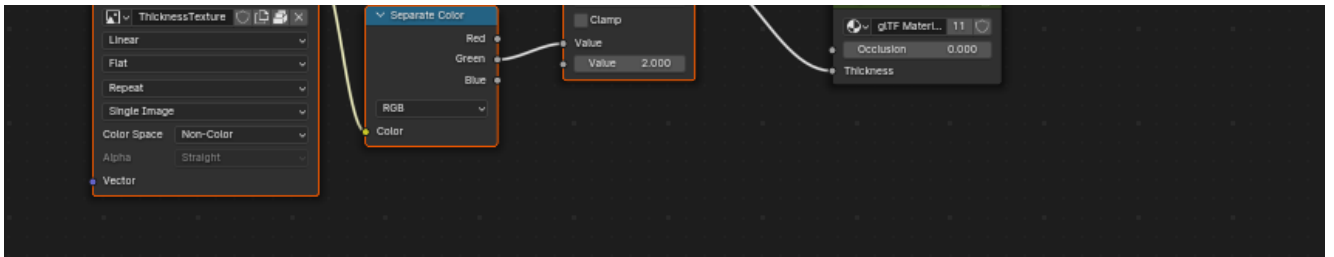 ThicknessTexture
Linear
Flat
Repeat
Single Image
Color Space Non-Color
Alpha Straight
Vector
Separate Color
Red
Green
Blue
RGB
Color
Clamp
Value
Value 2.000
glTF Materi... 11
Occlusion 0.000
Thickness